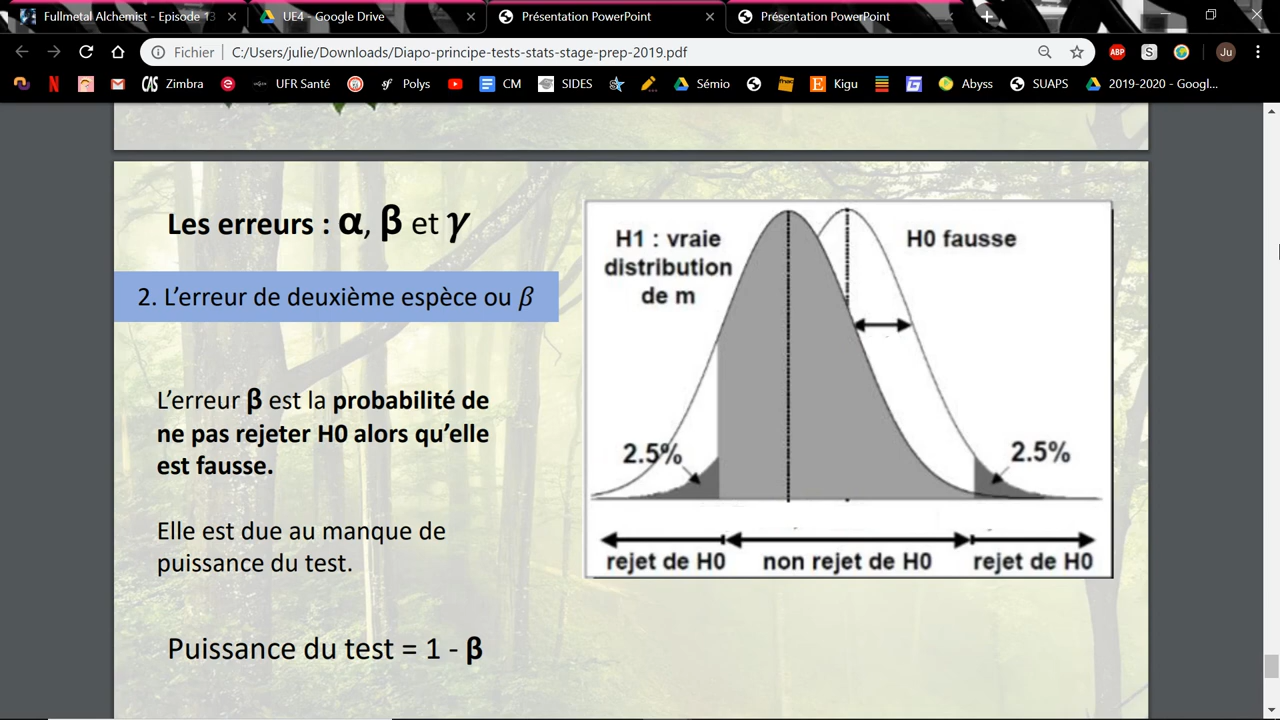 Fullmetal Alchemist - Episode 13
UE4 - Google Drive
Présentation PowerPoint
Présentation PowerPoint
Fichier
C:/Users/julie/Downloads/Diapo-principe-tests-stats-stage-prep-2019.pdf
ABP
S
Ju
N
CAS Zimbra
UFR Santé
Polys
CM
SIDES
Sémio
fnac
E Kigu
Abyss
SUAPS
2019-2020 - Googl...
Les erreurs : α, β et γ
2. L’erreur de deuxième espèce ou β
L’erreur β est la probabilité de
ne pas rejeter H0 alors qu’elle
est fausse.
Elle est due au manque de
puissance du test.
Puissance du test = 1 - β
H1 : vraie
distribution
de m
H0 fausse
2.5%
2.5%
rejet de H0
non rejet de H0
rejet de H0